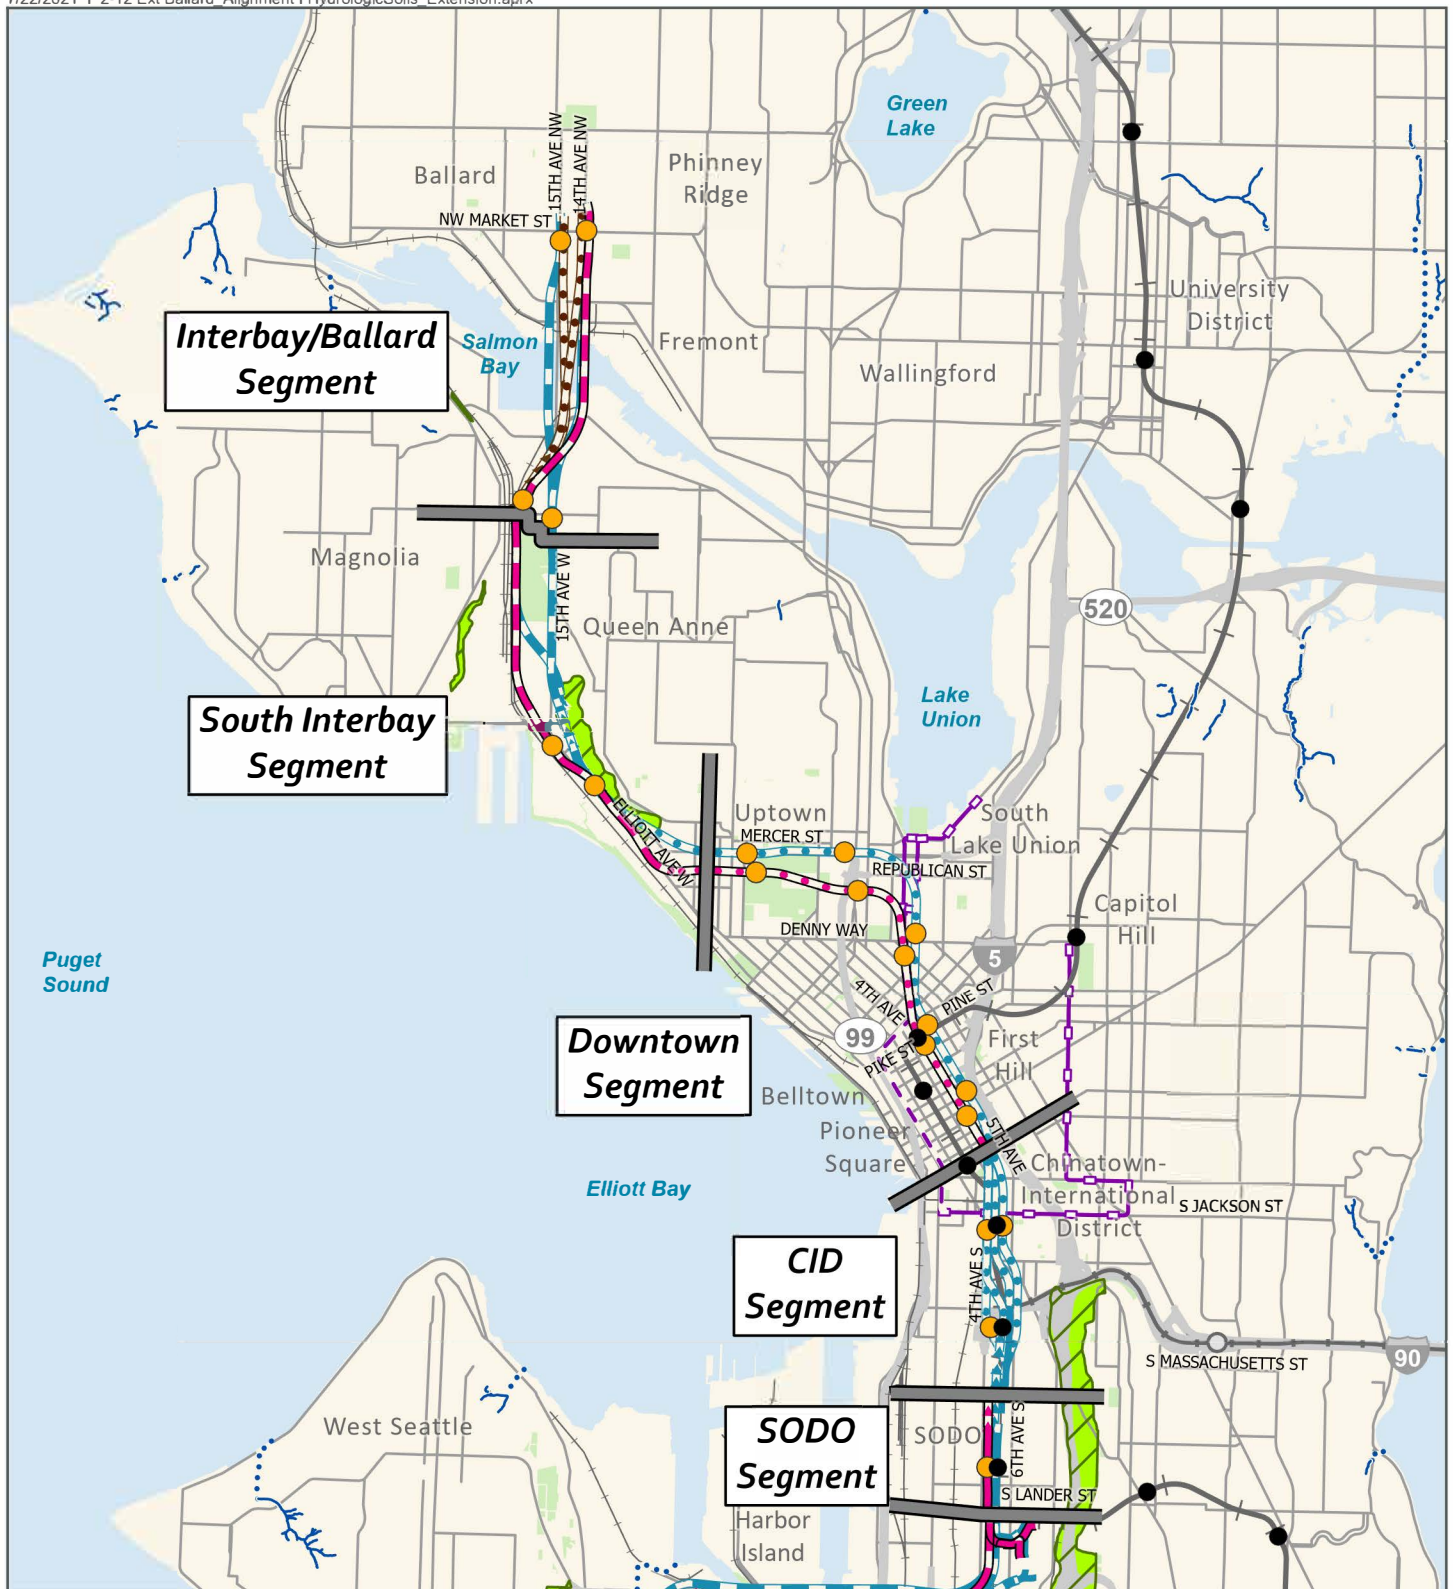 Green
Lake
15TH AVE NW
14TH AVE NW
Ballard
Phinney
Ridge
NW MARKET ST
University
District
Interbay/Ballard
Segment
Salmon
Bay
Fremont
Wallingford
Magnolia
15TH AVE W
Queen Anne
520
South Interbay
Segment
Lake
Union
ELLIOTT AVE W
Uptown
MERCER ST
South
Lake Union
REPUBLICAN ST
DENNY WAY
Capitol
Hill
5
Puget
Sound
4TH AVE
PINE ST
99
PIKE ST
First
Hill
Downtown
Segment
Belltown
Pioneer
Square
5TH AVE
Chinatown-
International
District
S JACKSON ST
Elliott Bay
CID
Segment
4TH AVE S
S MASSACHUSETTS ST
90
West Seattle
SODO
Segment
SODO
6TH AVE S
S LANDER ST
Harbor
Island